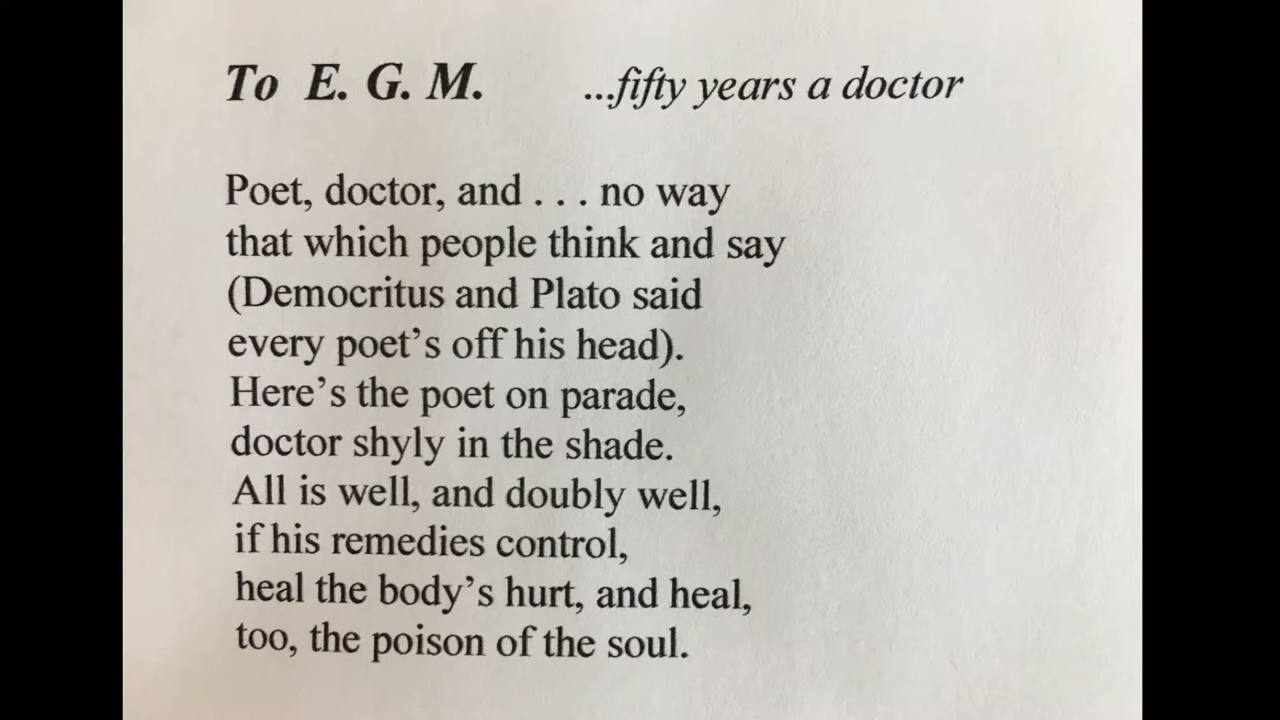 To E. G. M. ...fifty years a doctor
Poet, doctor, and . . . no way
that which people think and say
(Democritus and Plato said
every poet’s off his head).
Here’s the poet on parade,
doctor shyly in the shade.
All is well, and doubly well,
if his remedies control,
heal the body’s hurt, and heal,
too, the poison of the soul.